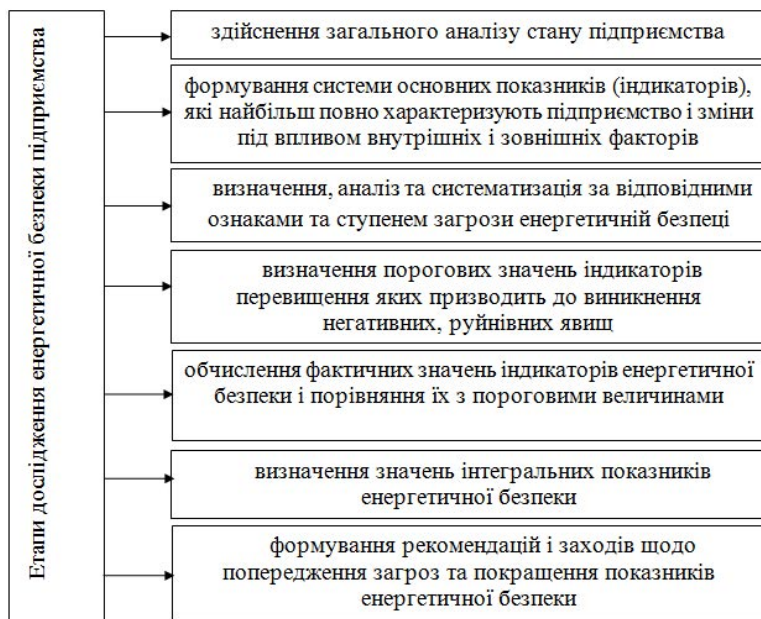 Етапи дослідження енергетичної безпеки підприємства
здійснення загального аналізу стану підприємства
формування системи основних показників (індикаторів),
які найбільш повно характеризують підприємство і зміни
під впливом внутрішніх і зовнішніх факторів
визначення, аналіз та систематизація за відповідними
ознаками та ступенем загрози енергетичній безпеці
визначення порогових значень індикаторів
перевищення яких призводить до виникнення
негативних, руйнівних явищ
обчислення фактичних значень індикаторів енергетичної
безпеки і порівняння їх з пороговими величинами
визначення значень інтегральних показників
енергетичної безпеки
формування рекомендацій і заходів щодо
попередження загроз та покращення показників
енергетичної безпеки